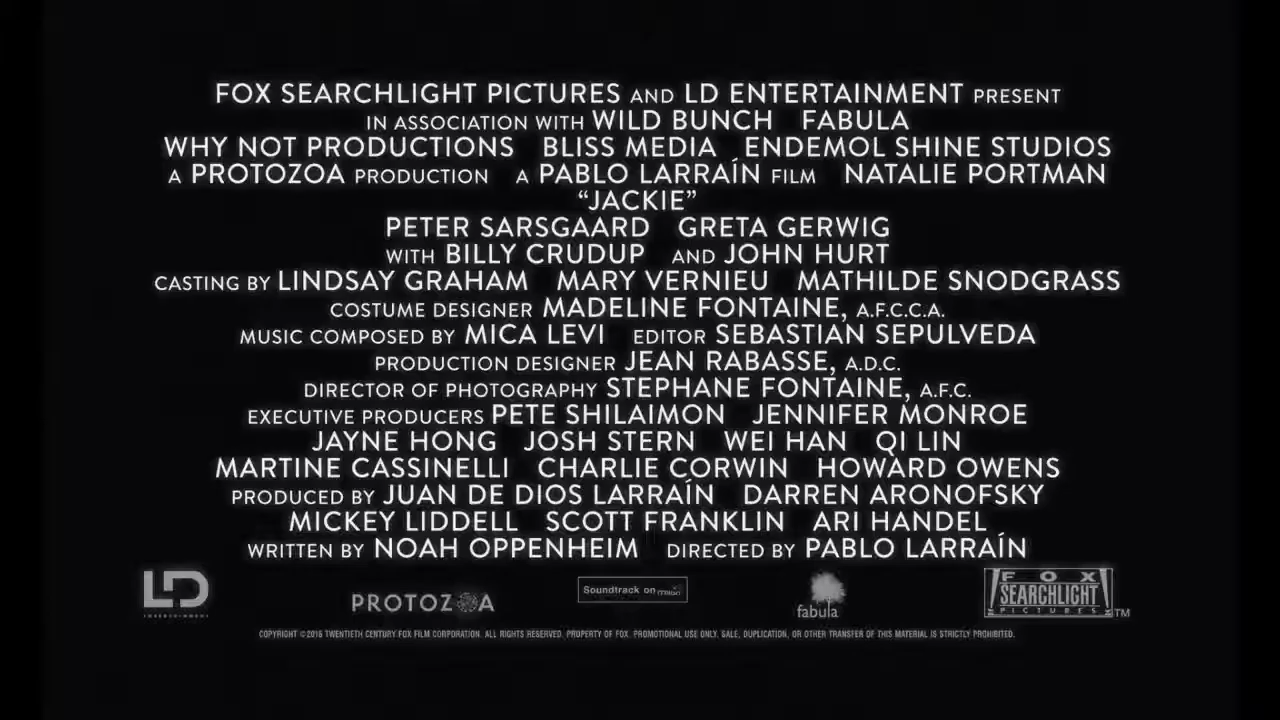 FOX SEARCHLIGHT PICTURES AND LD ENTERTAINMENT PRESENT
IN ASSOCIATION WITH WILD BUNCH FABULA
WHY NOT PRODUCTIONS BLISS MEDIA ENDEMOL SHINE STUDIOS
A PROTOZOA PRODUCTION A PABLO LARRAÍN FILM NATALIE PORTMAN
“JACKIE”
PETER SARSGAARD GRETA GERWIG
WITH BILLY CRUDUP AND JOHN HURT
CASTING BY LINDSAY GRAHAM MARY VERNIEU MATHILDE SNODGRASS
COSTUME DESIGNER MADELINE FONTAINE, A.F.C.C.A.
MUSIC COMPOSED BY MICA LEVI EDITOR SEBASTIAN SEPULVEDA
PRODUCTION DESIGNER JEAN RABASSE, A.D.C.
DIRECTOR OF PHOTOGRAPHY STEPHANE FONTAINE, A.F.C.
EXECUTIVE PRODUCERS PETE SHILAIMON JENNIFER MONROE
JAYNE HONG JOSH STERN WEI HAN QI LIN
MARTINE CASSINELLI CHARLIE CORWIN HOWARD OWENS
PRODUCED BY JUAN DE DIOS LARRAÍN DARREN ARONOFSKY
MICKEY LIDDELL SCOTT FRANKLIN ARI HANDEL
WRITTEN BY NOAH OPPENHEIM DIRECTED BY PABLO LARRAÍN
LD ENTERTAINMENT
PROTOZOA
Soundtrack on
fabula
FOX SEARCHLIGHT PICTURES TM
COPYRIGHT ©2016 TWENTIETH CENTURY FOX FILM CORPORATION. ALL RIGHTS RESERVED. PROPERTY OF FOX. PROMOTIONAL USE ONLY. SALE, DUPLICATION, OR OTHER TRANSFER OF THIS MATERIAL IS STRICTLY PROHIBITED.